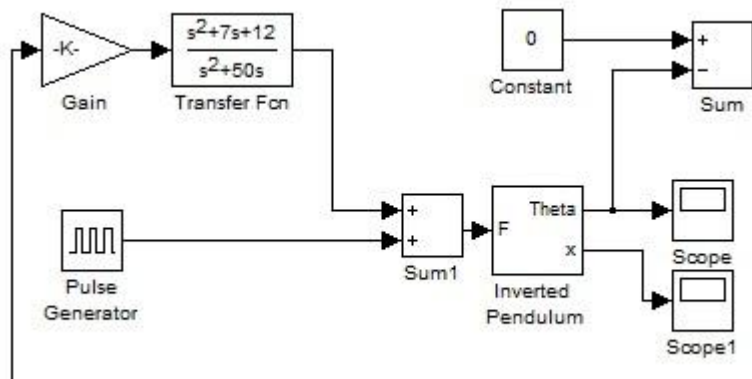 -K-
Gain
s²+7s+12
s²+50s
Transfer Fcn
0
Constant
+
−
Sum
Pulse
Generator
+
+
Sum1
F
Theta
x
Inverted
Pendulum
Scope
Scope1